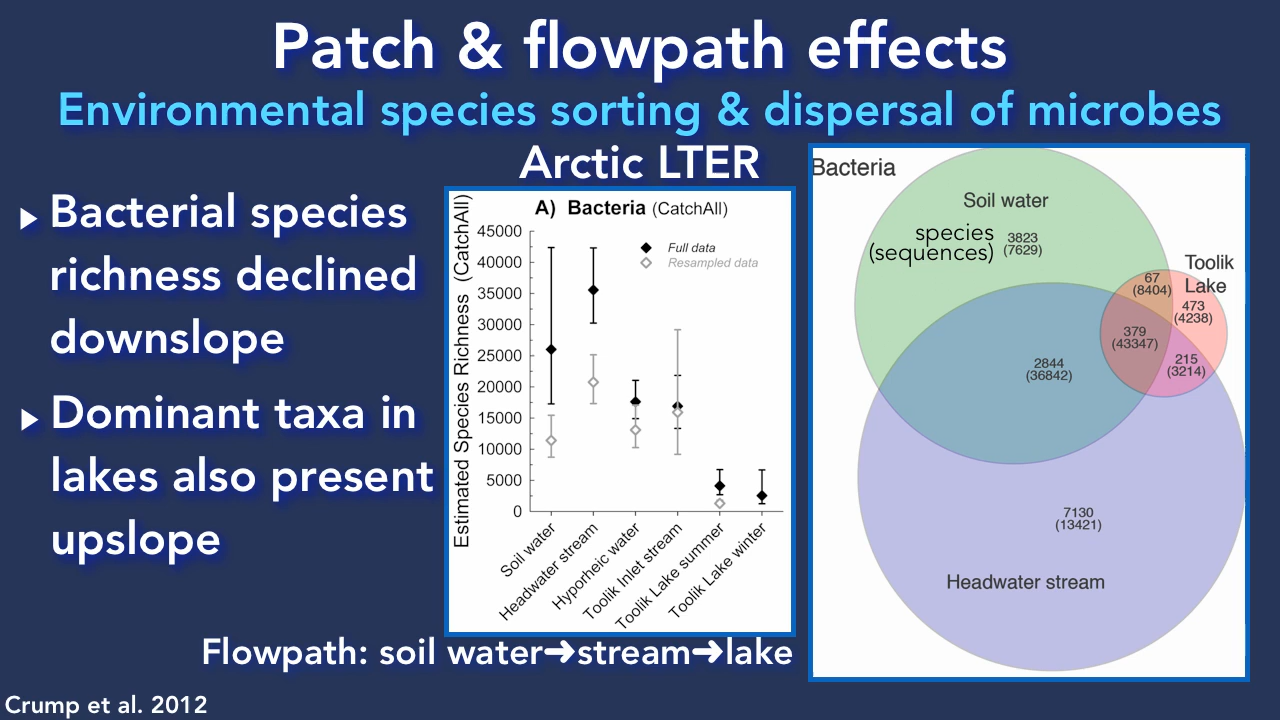 Patch & flowpath effects
Environmental species sorting & dispersal of microbes
Arctic LTER
▸ Bacterial species
richness declined
downslope
▸ Dominant taxa in
lakes also present
upslope
A) Bacteria (CatchAll)
Estimated Species Richness (CatchAll)
45000
40000
35000
30000
25000
20000
15000
10000
5000
0
Full data
Resampled data
Soil water
Headwater stream
Hyporheic water
Toolik Inlet stream
Toolik Lake summer
Toolik Lake winter
Bacteria
Soil water
species
(sequences)
3823
(7629)
Toolik
Lake
67
(8404)
473
(4238)
379
(43347)
215
(3214)
2844
(36842)
7130
(13421)
Headwater stream
Flowpath: soil water➜stream➜lake
Crump et al. 2012